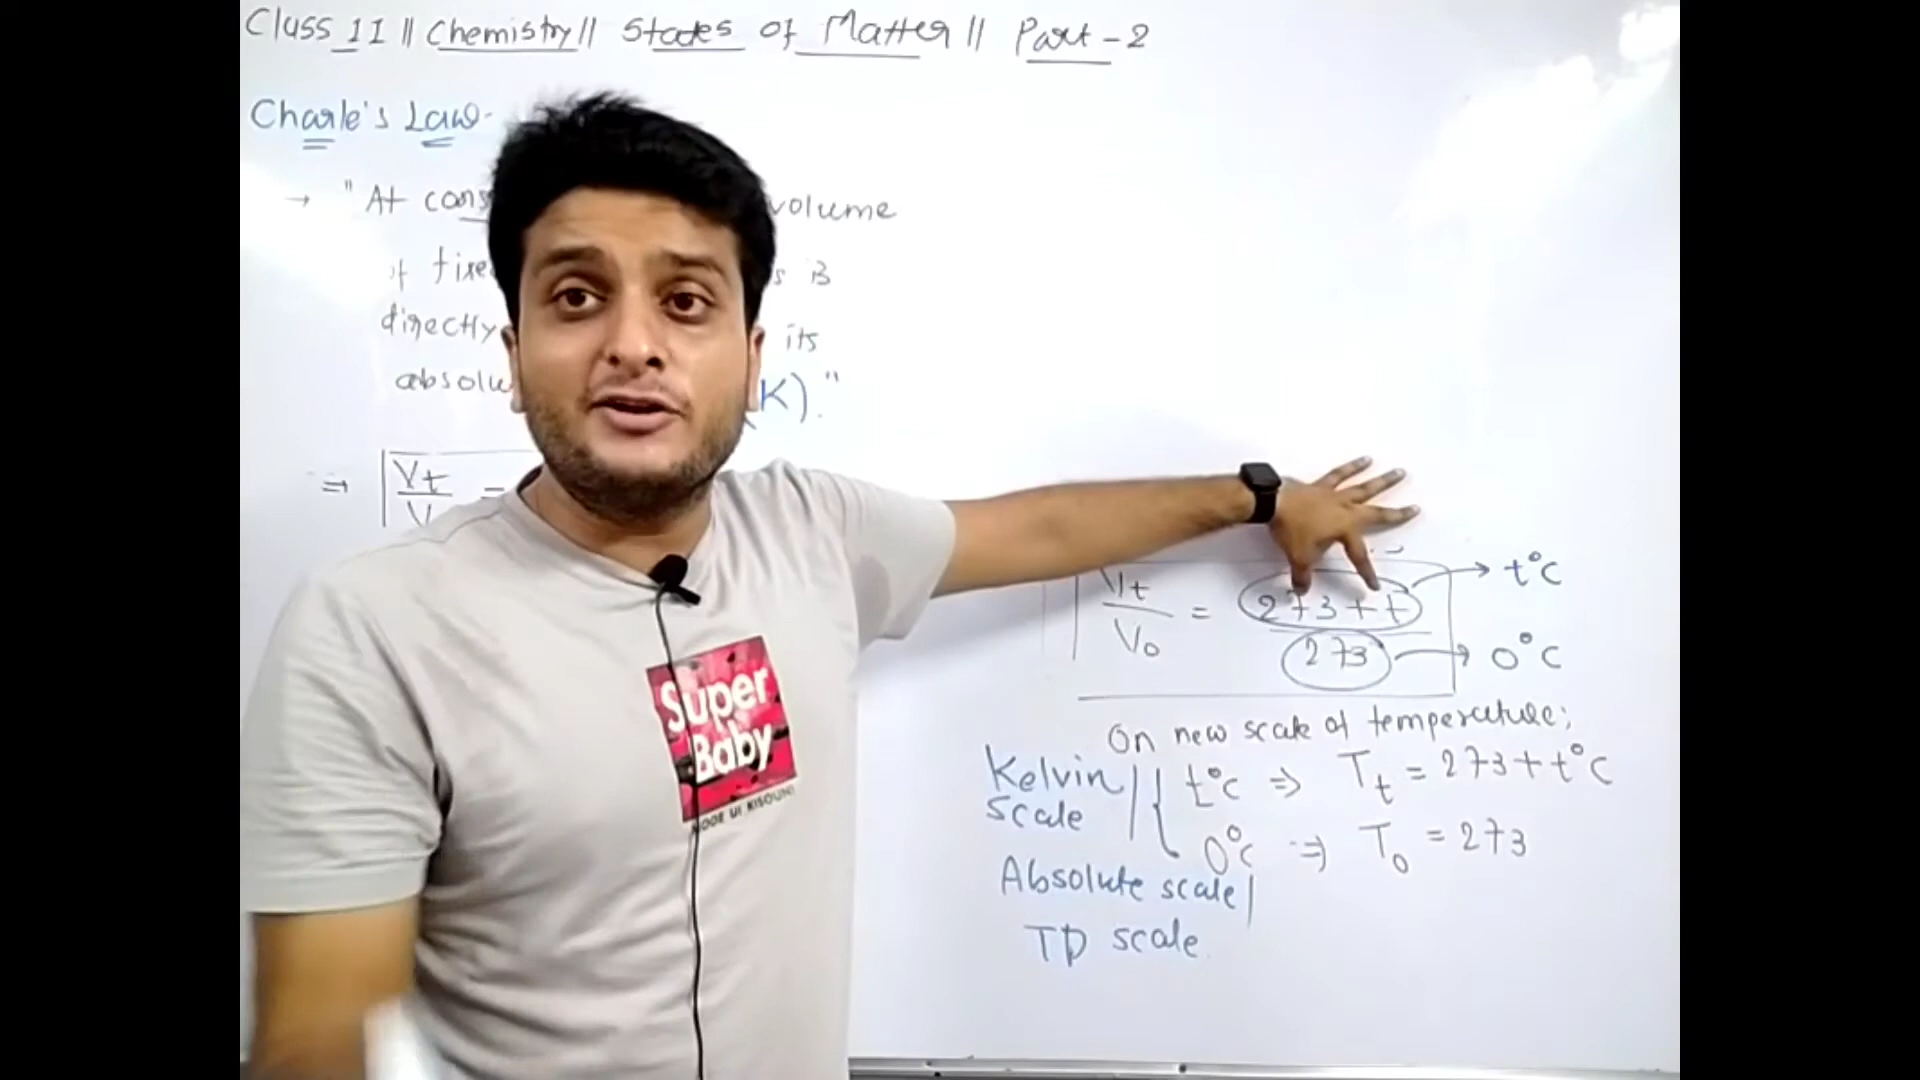 Class 11 || Chemistry || States of Matter || Part-2
Charle's Law-
→ "At cons volume
of fixe s is
directly its
absolu (K)."
⇒ Vt =
V
Vt / V₀ = 273+t / 273
→ t°C
→ 0°C
On new scale of temperature;
Kelvin scale
t°C ⇒ Tt = 273+t°C
0°C ⇒ T₀ = 273
Absolute scale/
TD scale.
Super
Baby